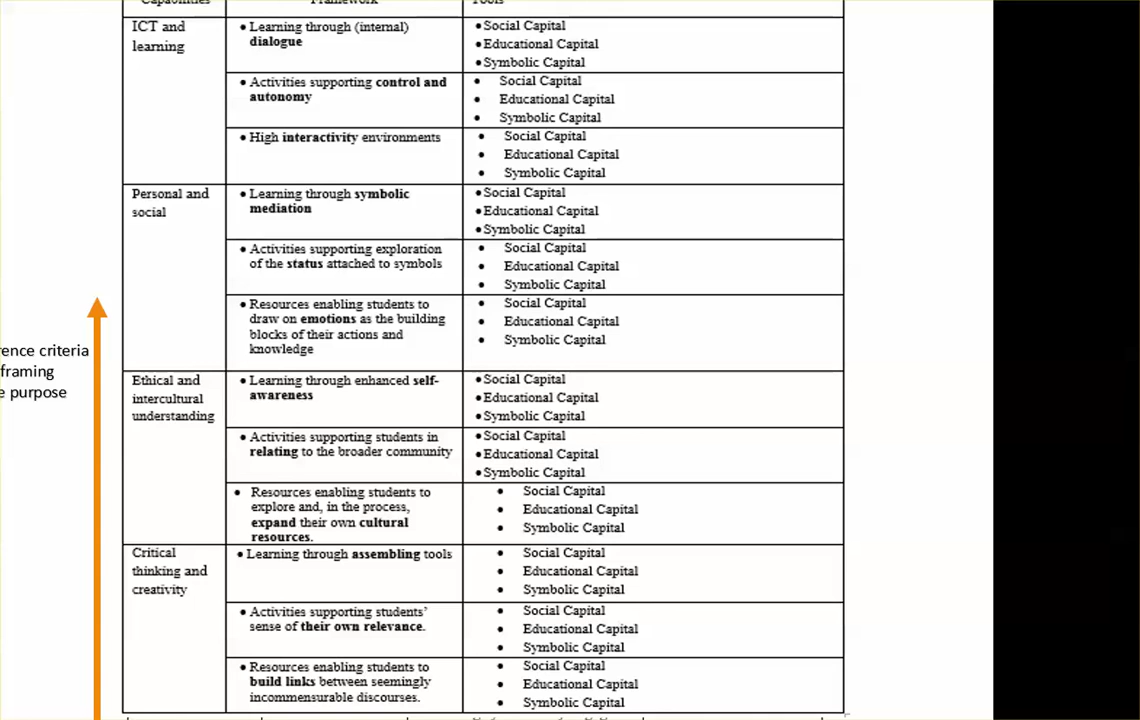 Capabilities Framework Tools
ICT and
learning
• Learning through (internal)
dialogue
• Social Capital
• Educational Capital
• Symbolic Capital
• Activities supporting control and
autonomy
• Social Capital
• Educational Capital
• Symbolic Capital
• High interactivity environments
• Social Capital
• Educational Capital
• Symbolic Capital
Personal and
social
• Learning through symbolic
mediation
• Social Capital
• Educational Capital
• Symbolic Capital
• Activities supporting exploration
of the status attached to symbols
• Social Capital
• Educational Capital
• Symbolic Capital
• Resources enabling students to
draw on emotions as the building
blocks of their actions and
knowledge
• Social Capital
• Educational Capital
• Symbolic Capital
rence criteria
framing
e purpose
Ethical and
intercultural
understanding
• Learning through enhanced self-
awareness
• Social Capital
• Educational Capital
• Symbolic Capital
• Activities supporting students in
relating to the broader community
• Social Capital
• Educational Capital
• Symbolic Capital
• Resources enabling students to
explore and, in the process,
expand their own cultural
resources.
• Social Capital
• Educational Capital
• Symbolic Capital
Critical
thinking and
creativity
• Learning through assembling tools
• Social Capital
• Educational Capital
• Symbolic Capital
• Activities supporting students’
sense of their own relevance.
• Social Capital
• Educational Capital
• Symbolic Capital
• Resources enabling students to
build links between seemingly
incommensurable discourses.
• Social Capital
• Educational Capital
• Symbolic Capital